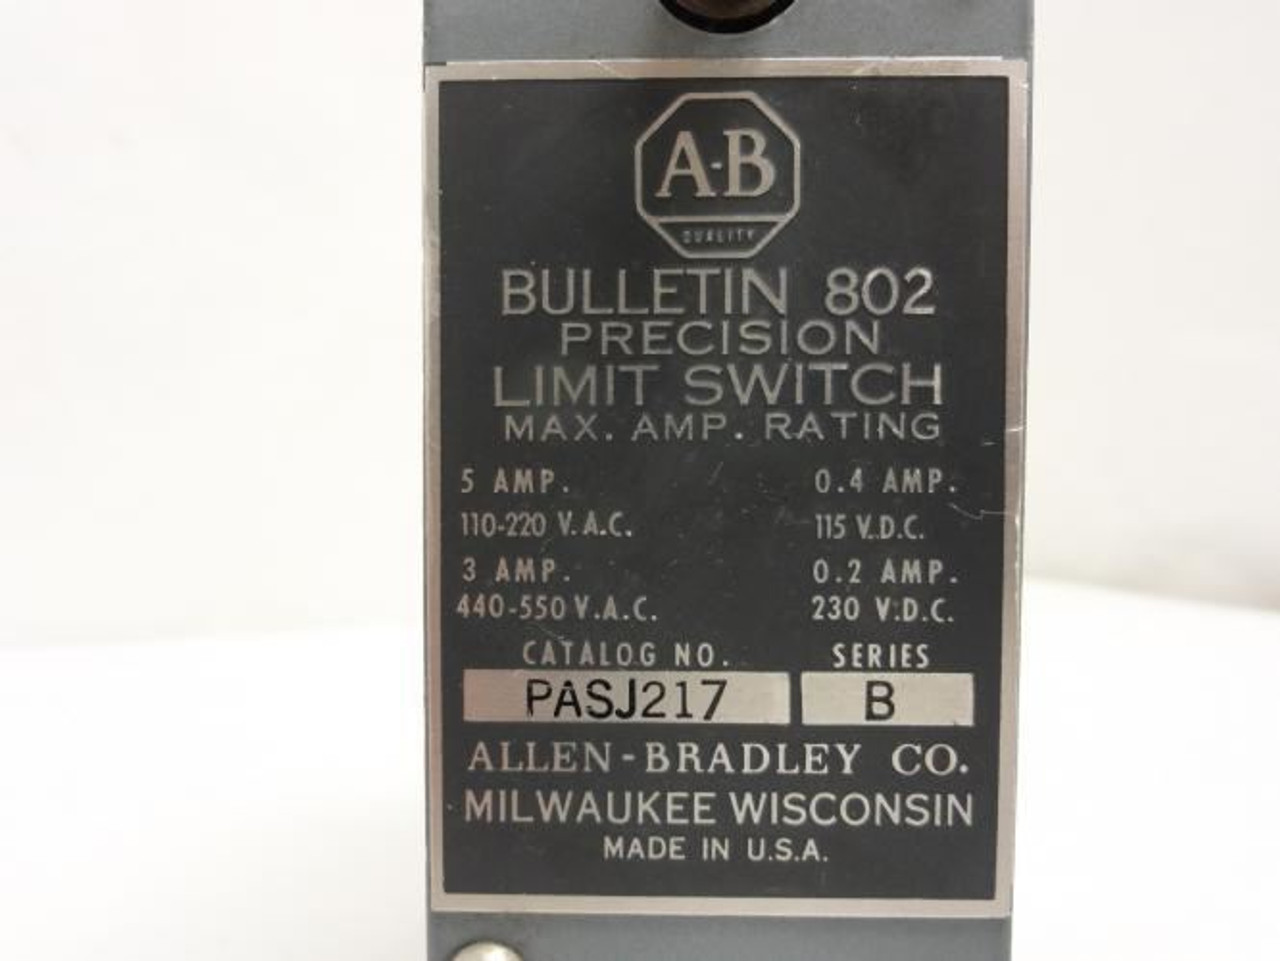 A-B
QUALITY
BULLETIN 802
PRECISION
LIMIT SWITCH
MAX. AMP. RATING
5 AMP. 0.4 AMP.
110-220 V.A.C. 115 V.D.C.
3 AMP. 0.2 AMP.
440-550 V.A.C. 230 V.D.C.
CATALOG NO. SERIES
PASJ217 B
ALLEN-BRADLEY CO.
MILWAUKEE WISCONSIN
MADE IN U.S.A.